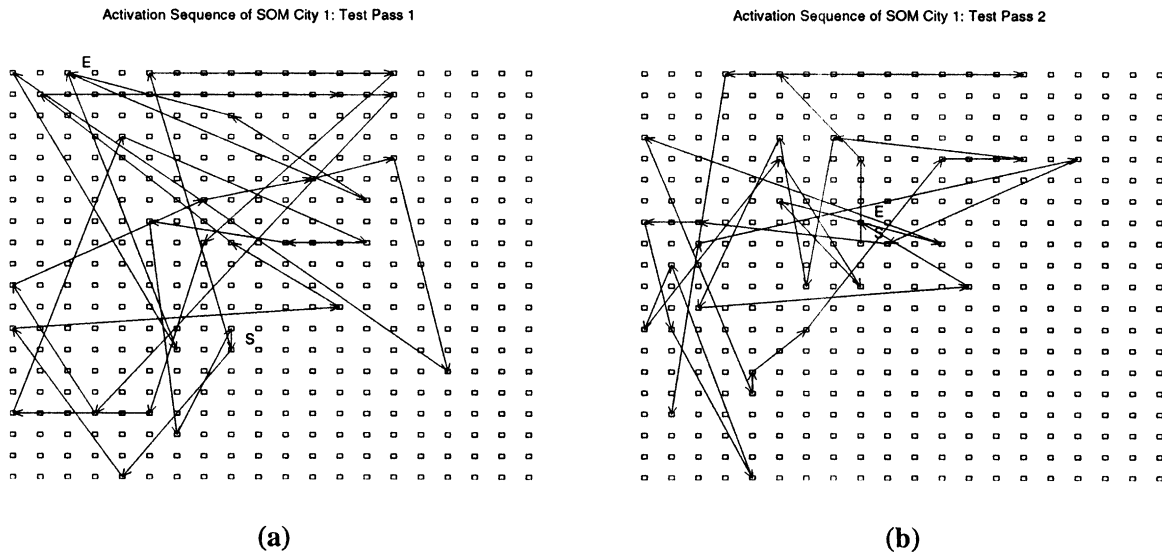 Activation Sequence of SOM City 1: Test Pass 1
E
S
(a)
Activation Sequence of SOM City 1: Test Pass 2
E
S
(b)